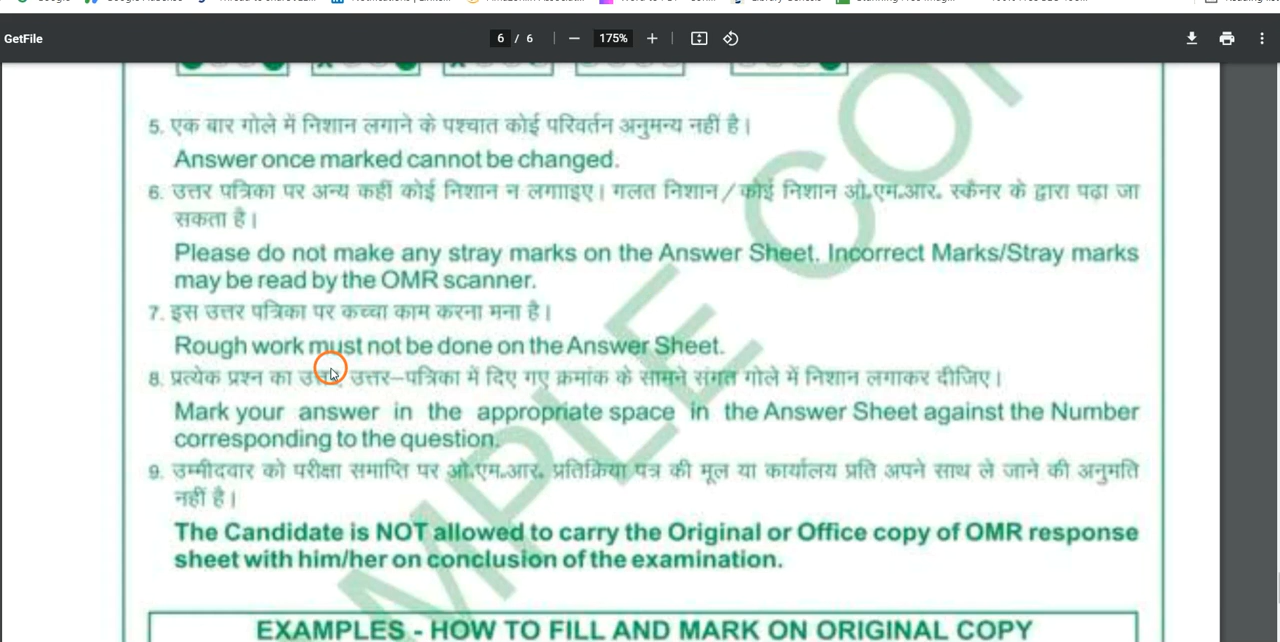 GetFile
6 / 6
175%
5. एक बार गोले में निशान लगाने के पश्चात कोई परिवर्तन अनुमन्य नहीं है।
Answer once marked cannot be changed.
6. उत्तर पत्रिका पर अन्य कहीं कोई निशान न लगााइए। गलत निशान / कोई निशान ओ.एम.आर. स्कैनर के द्वारा पढ़ा जा
सकता है।
Please do not make any stray marks on the Answer Sheet. Incorrect Marks/Stray marks
may be read by the OMR scanner.
7. इस उत्तर पत्रिका पर कच्चा काम करना मना है।
Rough work must not be done on the Answer Sheet.
8. प्रत्येक प्रश्न का उत्तर, उत्तर–पत्रिका में दिए गए क्रमांक के सामने संगत गोले में निशान लगाकर दीजिए।
Mark your answer in the appropriate space in the Answer Sheet against the Number
corresponding to the question.
9. उम्मीदवार को परीक्षा समाप्ति पर ओ.एम.आर. प्रतिक्रिया पत्र की मूल या कार्यालय प्रति अपने साथ ले जाने की अनुमति
नहीं है।
The Candidate is NOT allowed to carry the Original or Office copy of OMR response
sheet with him/her on conclusion of the examination.
EXAMPLES - HOW TO FILL AND MARK ON ORIGINAL COPY